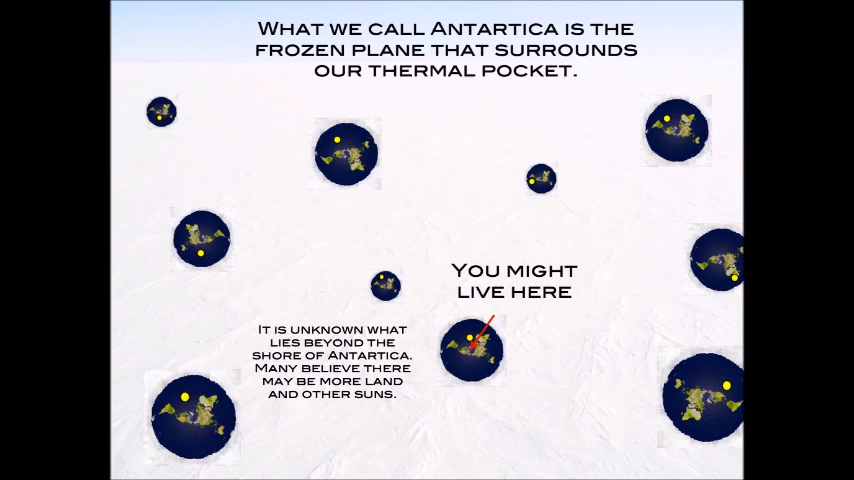 What we call Antartica is the
frozen plane that surrounds
our thermal pocket.
You might
live here
It is unknown what
lies beyond the
shore of Antartica.
Many believe there
may be more land
and other suns.